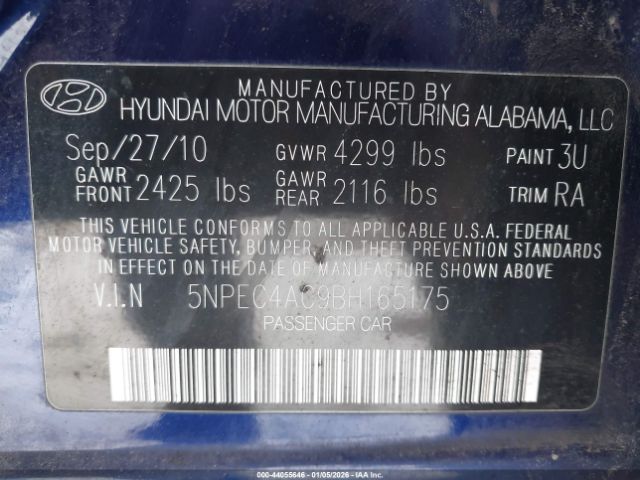 MANUFACTURED BY
HYUNDAI MOTOR MANUFACTURING ALABAMA, LLC
Sep/27/10 GVWR 4299 lbs PAINT 3U
GAWR FRONT 2425 lbs GAWR REAR 2116 lbs TRIM RA
THIS VEHICLE CONFORMS TO ALL APPLICABLE U.S.A. FEDERAL
MOTOR VEHICLE SAFETY, BUMPER, AND THEFT PREVENTION STANDARDS
IN EFFECT ON THE DATE OF MANUFACTURE SHOWN ABOVE.
V.I.N 5NPEC4AC9BH165175
PASSENGER CAR
000-44055646 - 01/05/2026 - IAA Inc.